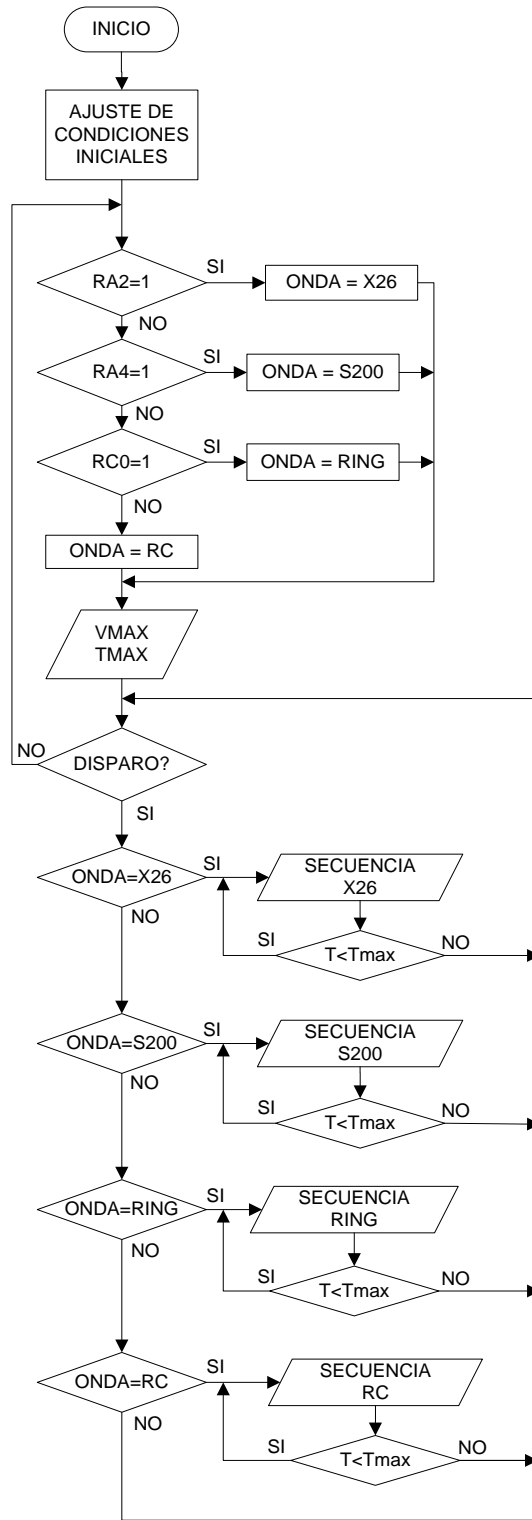 INICIO
AJUSTE DE
CONDICIONES
INICIALES
RA2=1
SI
ONDA = X26
NO
RA4=1
SI
ONDA = S200
NO
RC0=1
SI
ONDA = RING
NO
ONDA = RC
VMAX
TMAX
NO
DISPARO?
SI
ONDA=X26
SI
SECUENCIA
X26
NO
SI
T<Tmax
NO
ONDA=S200
SI
SECUENCIA
S200
NO
SI
T<Tmax
NO
ONDA=RING
SI
SECUENCIA
RING
NO
SI
T<Tmax
NO
ONDA=RC
SI
SECUENCIA
RC
NO
SI
T<Tmax
NO